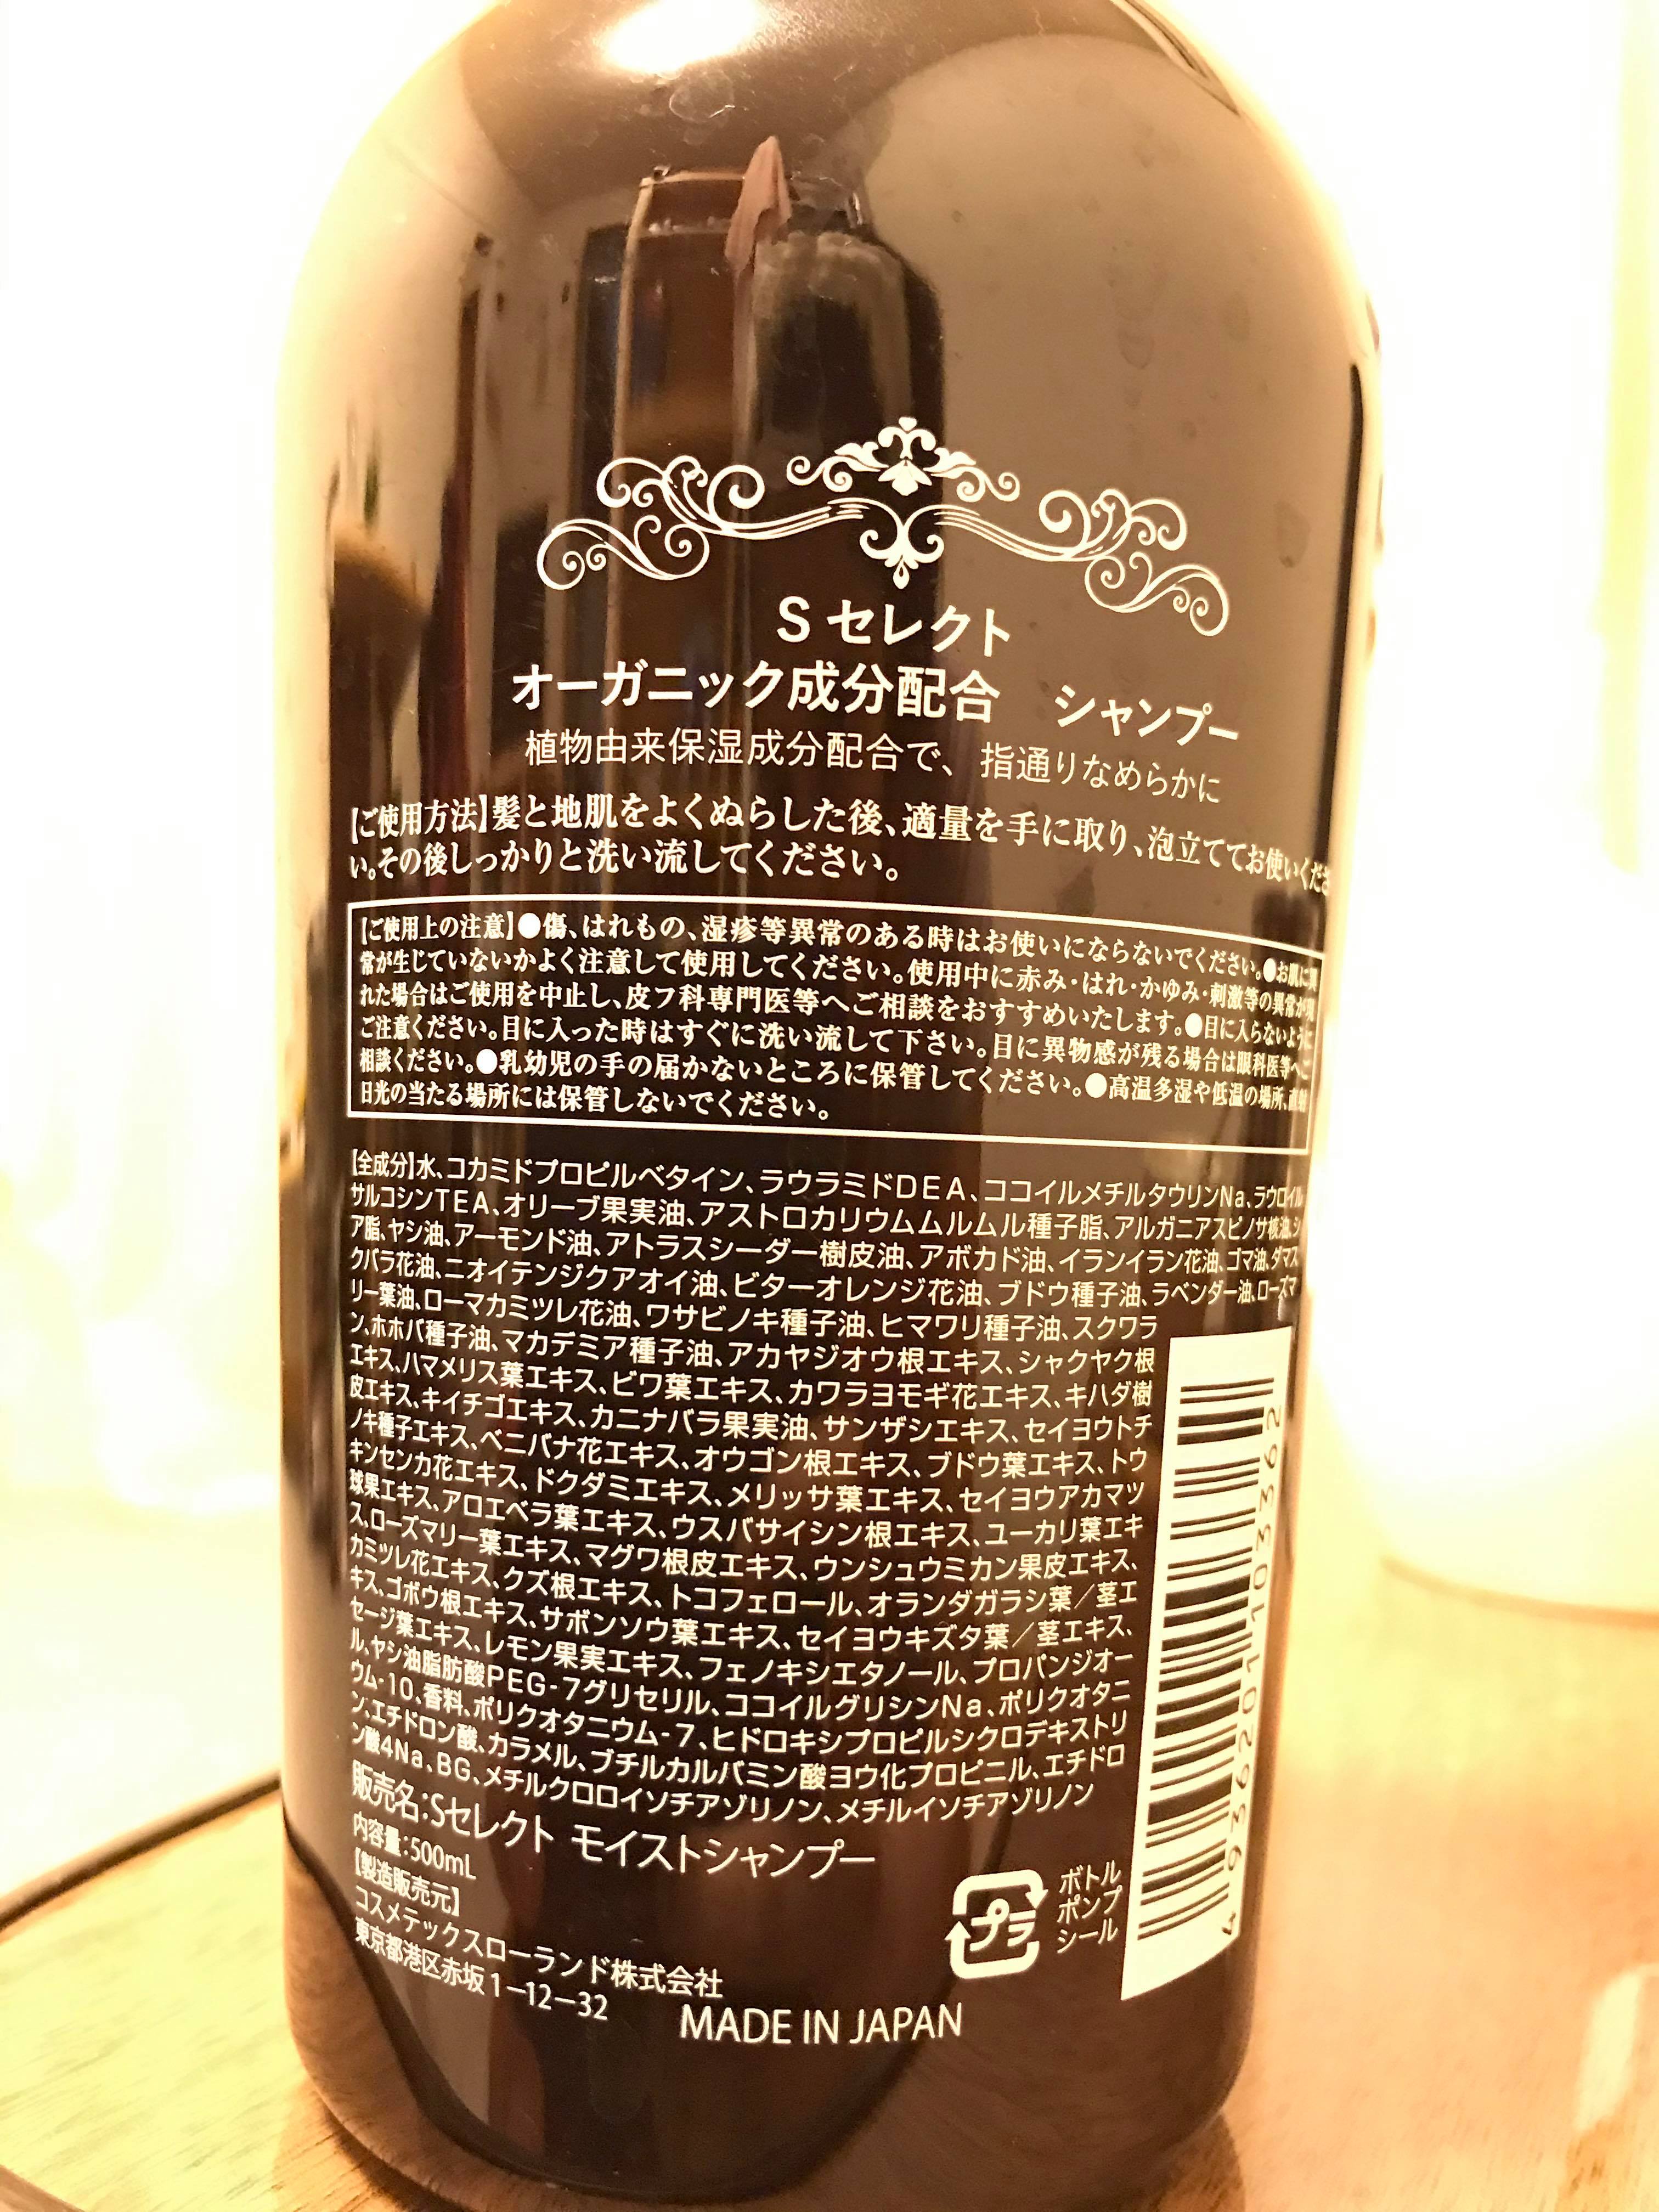 S セレクト
オーガニック成分配合　シャンプー
植物由来保湿成分配合で、指通りなめらかに
【ご使用方法】髪と地肌をよくぬらした後、適量を手に取り、泡立ててお使いくださ
い。その後しっかりと洗い流してください。
【ご使用上の注意】●傷、はれもの、湿疹等異常のある時はお使いにならないでください。●お肌に異
常が生じていないかよく注意して使用してください。使用中に赤み・はれ・かゆみ・刺激等の異常が現
れた場合はご使用を中止し、皮フ科専門医等へご相談をおすすめいたします。●目に入らないように
ご注意ください。目に入った時はすぐに洗い流して下さい。目に異物感が残る場合は眼科医等へご
相談ください。●乳幼児の手の届かないところに保管してください。●高温多湿や低温の場所、直射
日光の当たる場所には保管しないでください。
【全成分】水、コカミドプロピルベタイン、ラウラミドDEA、ココイルメチルタウリンNa、ラウロイル
サルコシンTEA、オリーブ果実油、アストロカリウムムルムル種子脂、アルガニアスピノサ核油、シ
ア脂、ヤシ油、アーモンド油、アトラスシーダー樹皮油、アボカド油、イランイラン花油、ゴマ油、ダマス
クバラ花油、ニオイテンジクアオイ油、ビターオレンジ花油、ブドウ種子油、ラベンダー油、ローズマ
リー葉油、ローマカミツレ花油、ワサビノキ種子油、ヒマワリ種子油、スクワラ
ン、ホホバ種子油、マカデミア種子油、アカヤジオウ根エキス、シャクヤク根
エキス、ハマメリス葉エキス、ビワ葉エキス、カワラヨモギ花エキス、キハダ樹
皮エキス、キイチゴエキス、カニナバラ果実油、サンザシエキス、セイヨウトチ
ノキ種子エキス、ベニバナ花エキス、オウゴン根エキス、ブドウ葉エキス、トウ
キンセンカ花エキス、ドクダミエキス、メリッサ葉エキス、セイヨウアカマツ
球果エキス、アロエベラ葉エキス、ウスバサイシン根エキス、ユーカリ葉エキ
ス、ローズマリー葉エキス、マグワ根皮エキス、ウンシュウミカン果皮エキス、
カミツレ花エキス、クズ根エキス、トコフェロール、オランダガラシ葉／茎エ
キス、ゴボウ根エキス、サボンソウ葉エキス、セイヨウキズタ葉／茎エキス、
セージ葉エキス、レモン果実エキス、フェノキシエタノール、プロパンジオー
ル、ヤシ油脂肪酸PEG-7グリセリル、ココイルグリシンNa、ポリクオタニ
ウム-10、香料、ポリクオタニウム-7、ヒドロキシプロピルシクロデキストリ
ン、エチドロン酸、カラメル、ブチルカルバミン酸ヨウ化プロピニル、エチドロ
ン酸4Na、BG、メチルクロロイソチアゾリノン、メチルイソチアゾリノン
販売名:Sセレクト モイストシャンプー
内容量:500mL
【製造販売元】
コスメテックスローランド株式会社
東京都港区赤坂1-12-32
MADE IN JAPAN
プラ
ボトル
ポンプ
シール
4 936201 103362